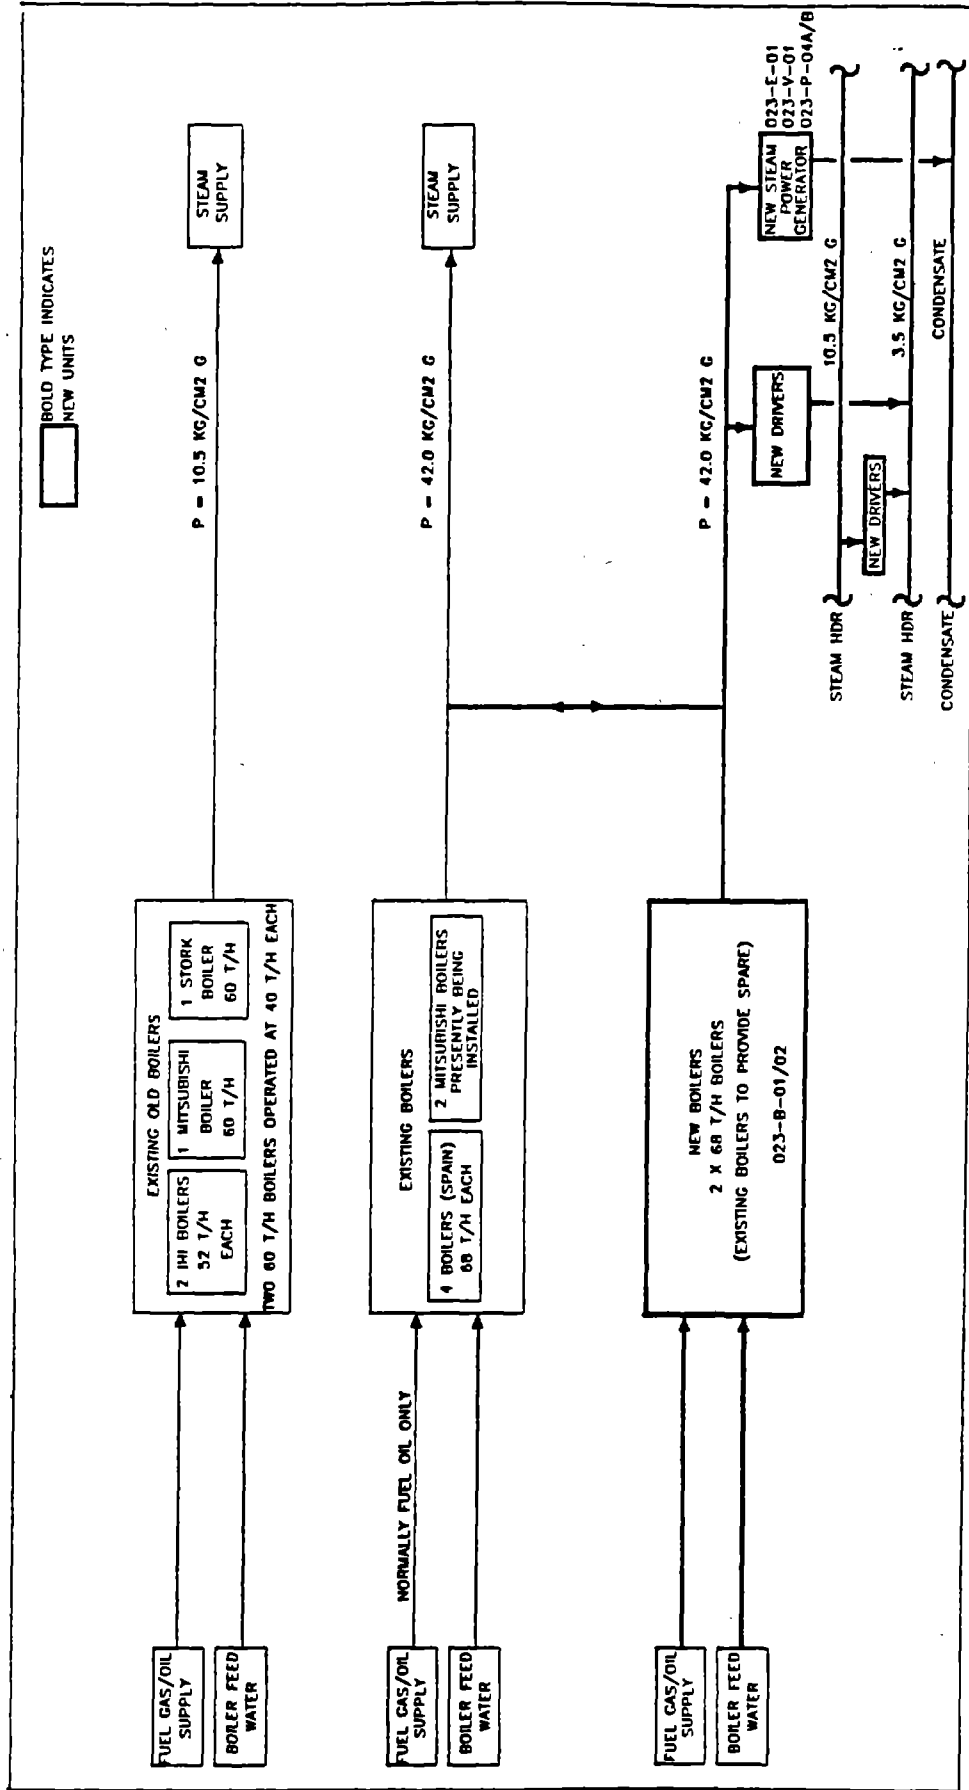 BOLD TYPE INDICATES
NEW UNITS
FUEL GAS/OIL
SUPPLY
BOILER FEED
WATER
EXISTING OLD BOILERS
2 IHI BOILERS
52 T/H
EACH
1 MITSUBISHI
BOILER
60 T/H
1 STORK
BOILER
60 T/H
TWO 60 T/H BOILERS OPERATED AT 40 T/H EACH
P = 10.5 KG/CM2 G
STEAM
SUPPLY
FUEL GAS/OIL
SUPPLY
BOILER FEED
WATER
NORMALLY FUEL OIL ONLY
EXISTING BOILERS
4 BOILERS (SPAIN)
68 T/H EACH
2 MITSUBISHI BOILERS
PRESENTLY BEING
INSTALLED
P = 42.0 KG/CM2 G
STEAM
SUPPLY
FUEL GAS/OIL
SUPPLY
BOILER FEED
WATER
NEW BOILERS
2 X 68 T/H BOILERS
(EXISTING BOILERS TO PROVIDE SPARE)
023-B-01/02
P = 42.0 KG/CM2 G
NEW DRIVERS
NEW STEAM
POWER
GENERATOR
023-E-01
023-V-01
023-P-04A/B
STEAM HDR
10.5 KG/CM2 G
NEW DRIVERS
STEAM HDR
3.5 KG/CM2 G
CONDENSATE
CONDENSATE